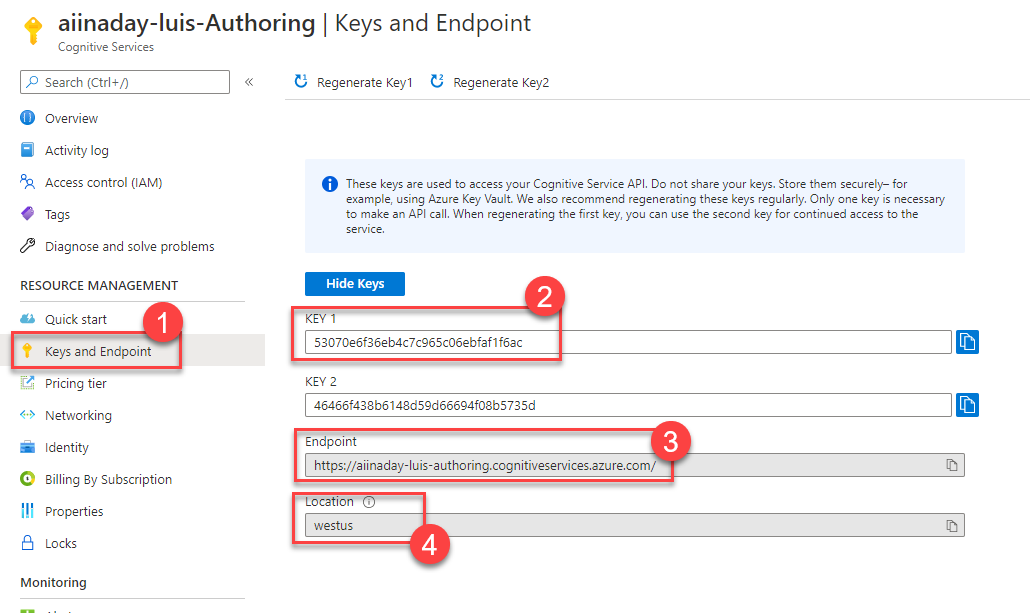 aiinaday-luis-Authoring | Keys and Endpoint
Cognitive Services
Search (Ctrl+/)
«
Regenerate Key1
Regenerate Key2
Overview
Activity log
Access control (IAM)
Tags
Diagnose and solve problems
RESOURCE MANAGEMENT
Quick start
1
Keys and Endpoint
Pricing tier
Networking
Identity
Billing By Subscription
Properties
Locks
Monitoring
These keys are used to access your Cognitive Service API. Do not share your keys. Store them securely– for
example, using Azure Key Vault. We also recommend regenerating these keys regularly. Only one key is necessary
to make an API call. When regenerating the first key, you can use the second key for continued access to the
service.
Hide Keys
2
KEY 1
53070e6f36eb4c7c965c06ebfaf1f6ac
KEY 2
46466f438b6148d59d66694f08b5735d
Endpoint
3
https://aiinaday-luis-authoring.cognitiveservices.azure.com/
Location
westus
4